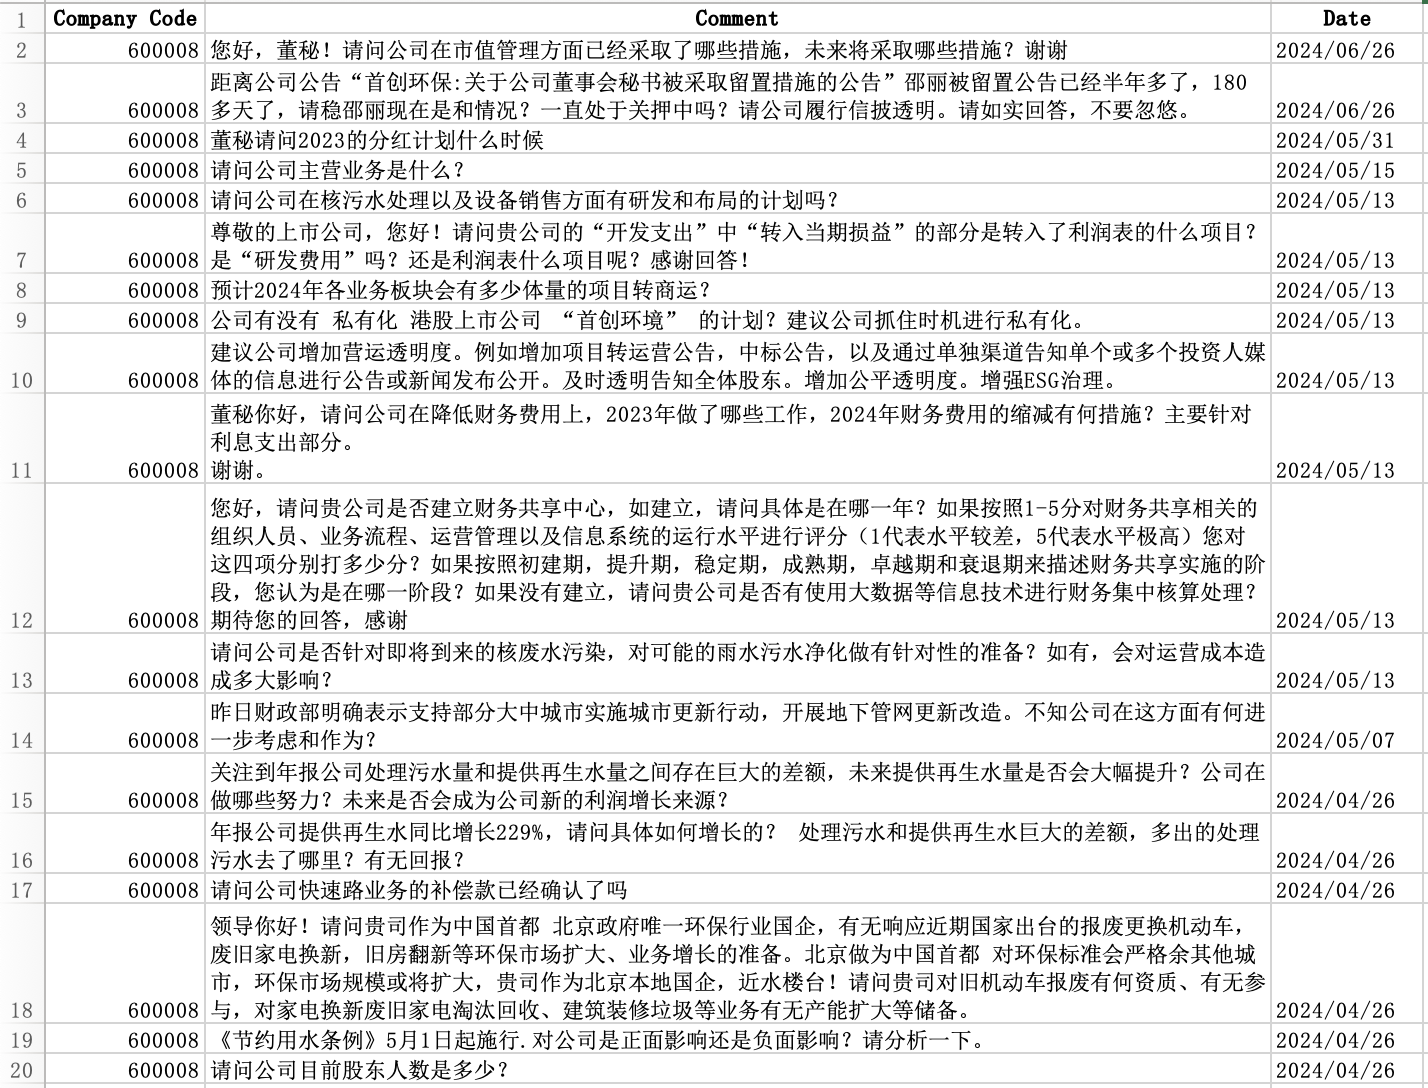 1 Company Code Comment Date
2 600008 您好，董秘！请问公司在市值管理方面已经采取了哪些措施，未来将采取哪些措施？谢谢 2024/06/26
距离公司公告“首创环保:关于公司董事会秘书被采取留置措施的公告”邵丽被留置公告已经半年多了，180
3 600008 多天了，请稳邵丽现在是和情况？一直处于关押中吗？请公司履行信披透明。请如实回答，不要忽悠。 2024/06/26
4 600008 董秘请问2023的分红计划什么时候 2024/05/31
5 600008 请问公司主营业务是什么？ 2024/05/15
6 600008 请问公司在核污水处理以及设备销售方面有研发和布局的计划吗？ 2024/05/13
尊敬的上市公司，您好！请问贵公司的“开发支出”中“转入当期损益”的部分是转入了利润表的什么项目？
7 600008 是“研发费用”吗？还是利润表什么项目呢？感谢回答！ 2024/05/13
8 600008 预计2024年各业务板块会有多少体量的项目转商运？ 2024/05/13
9 600008 公司有没有 私有化 港股上市公司 “首创环境” 的计划？建议公司抓住时机进行私有化。 2024/05/13
建议公司增加营运透明度。例如增加项目转运营公告，中标公告，以及通过单独渠道告知单个或多个投资人媒
10 600008 体的信息进行公告或新闻发布公开。及时透明告知全体股东。增加公平透明度。增强ESG治理。 2024/05/13
董秘你好，请问公司在降低财务费用上，2023年做了哪些工作，2024年财务费用的缩减有何措施？主要针对
利息支出部分。
11 600008 谢谢。 2024/05/13
您好，请问贵公司是否建立财务共享中心，如建立，请问具体是在哪一年？如果按照1-5分对财务共享相关的
组织人员、业务流程、运营管理以及信息系统的运行水平进行评分（1代表水平较差，5代表水平极高）您对
这四项分别打多少分？如果按照初建期，提升期，稳定期，成熟期，卓越期和衰退期来描述财务共享实施的阶
段，您认为是在哪一阶段？如果没有建立，请问贵公司是否有使用大数据等信息技术进行财务集中核算处理？
12 600008 期待您的回答，感谢 2024/05/13
请问公司是否针对即将到来的核废水污染，对可能的雨水污水净化做有针对性的准备？如有，会对运营成本造
13 600008 成多大影响？ 2024/05/13
昨日财政部明确表示支持部分大中城市实施城市更新行动，开展地下管网更新改造。不知公司在这方面有何进
14 600008 一步考虑和作为？ 2024/05/07
关注到年报公司处理污水量和提供再生水量之间存在巨大的差额，未来提供再生水量是否会大幅提升？公司在
15 600008 做哪些努力？未来是否会成为公司新的利润增长来源？ 2024/04/26
年报公司提供再生水同比增长229%，请问具体如何增长的？ 处理污水和提供再生水巨大的差额，多出的处理
16 600008 污水去了哪里？有无回报？ 2024/04/26
17 600008 请问公司快速路业务的补偿款已经确认了吗 2024/04/26
领导你好！请问贵司作为中国首都 北京政府唯一环保行业国企，有无响应近期国家出台的报废更换机动车，
废旧家电换新，旧房翻新等环保市场扩大、业务增长的准备。北京做为中国首都 对环保标准会严格余其他城
市，环保市场规模或将扩大，贵司作为北京本地国企，近水楼台！请问贵司对旧机动车报废有何资质、有无参
18 600008 与，对家电换新废旧家电淘汰回收、建筑装修垃圾等业务有无产能扩大等储备。 2024/04/26
19 600008 《节约用水条例》5月1日起施行.对公司是正面影响还是负面影响？请分析一下。 2024/04/26
20 600008 请问公司目前股东人数是多少？ 2024/04/26